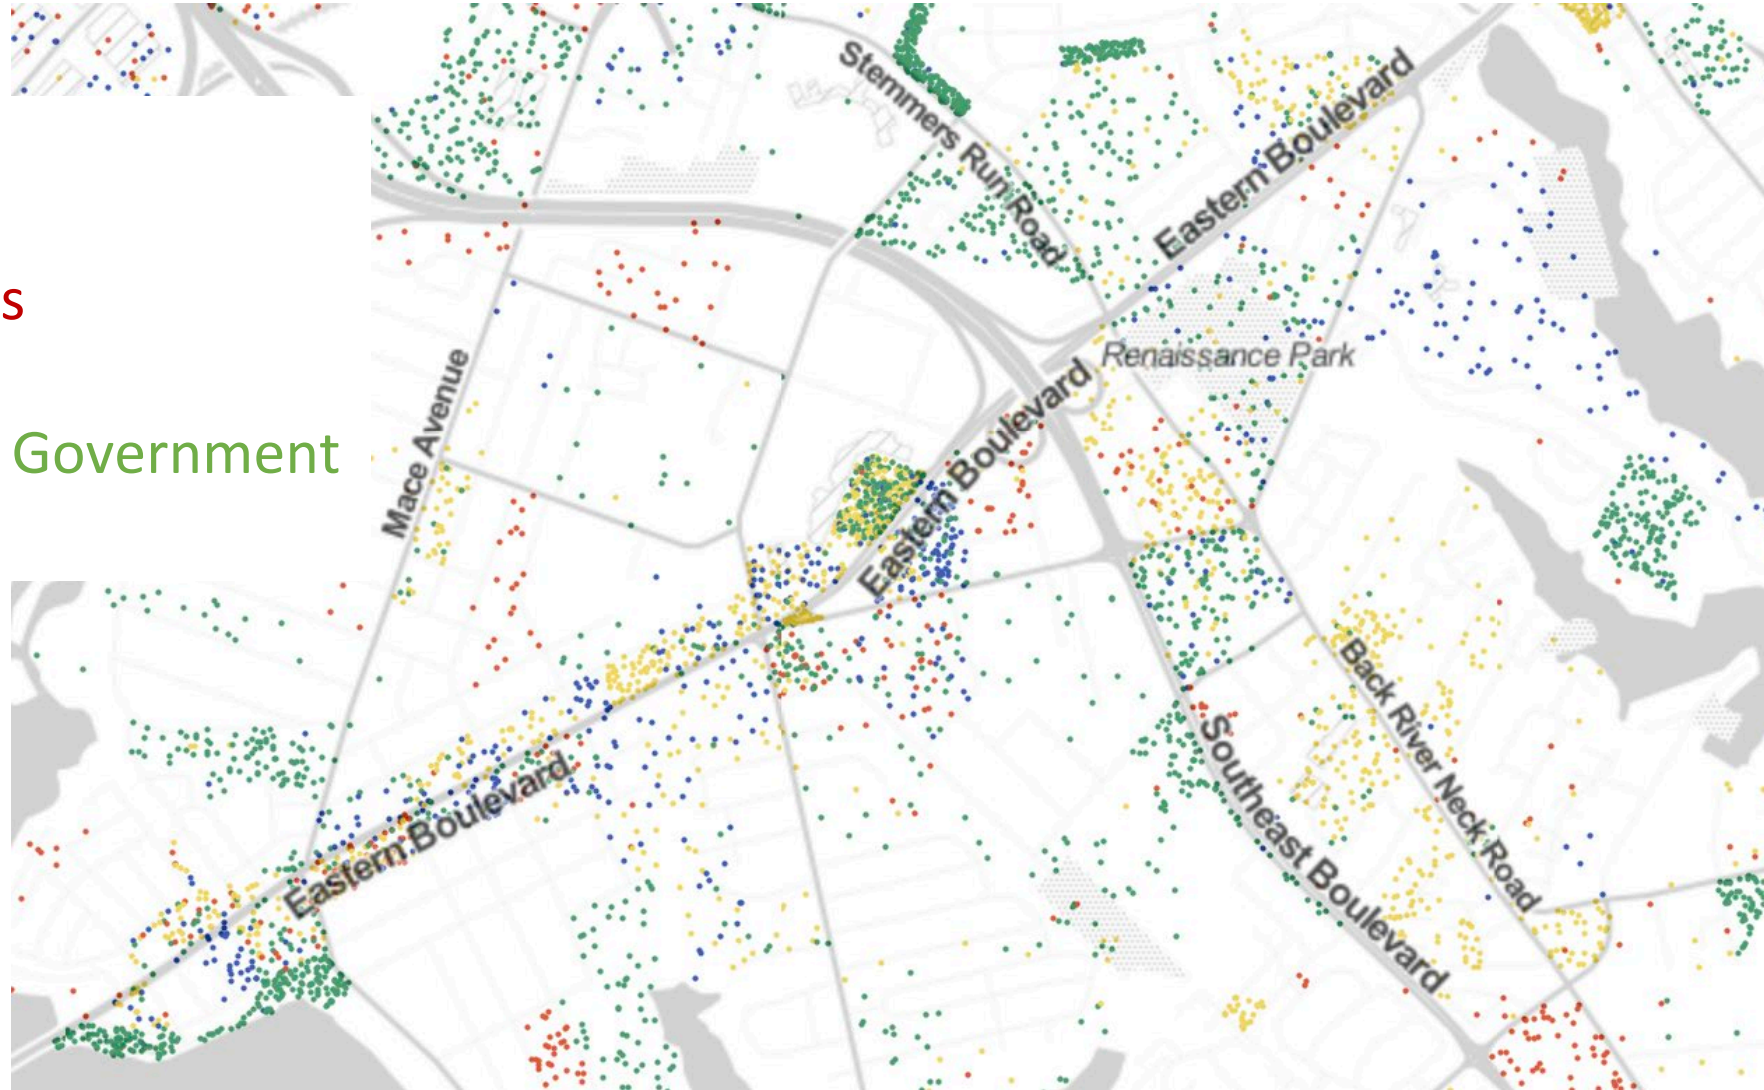 Stemmers Run Road
Eastern Boulevard
s
Renaissance Park
Mace Avenue
Eastern Boulevard
Government
Back River Neck Road
Southeast Boulevard
Eastern Boulevard